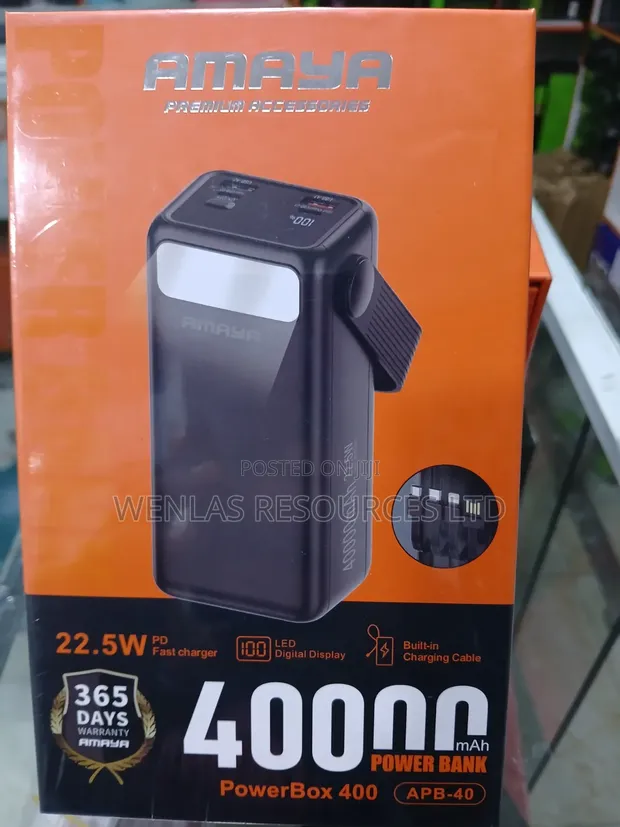 AMAYA
PREMIUM ACCESSORIES
100%
AMAYA
POSTED ON JIJI
WENLAS RESOURCES LTD
22.5W PD
Fast charger
100
LED
Digital Display
Built-in
Charging Cable
365
DAYS
WARRANTY
AMAYA
40000 mAh
POWER BANK
PowerBox 400
APB-40